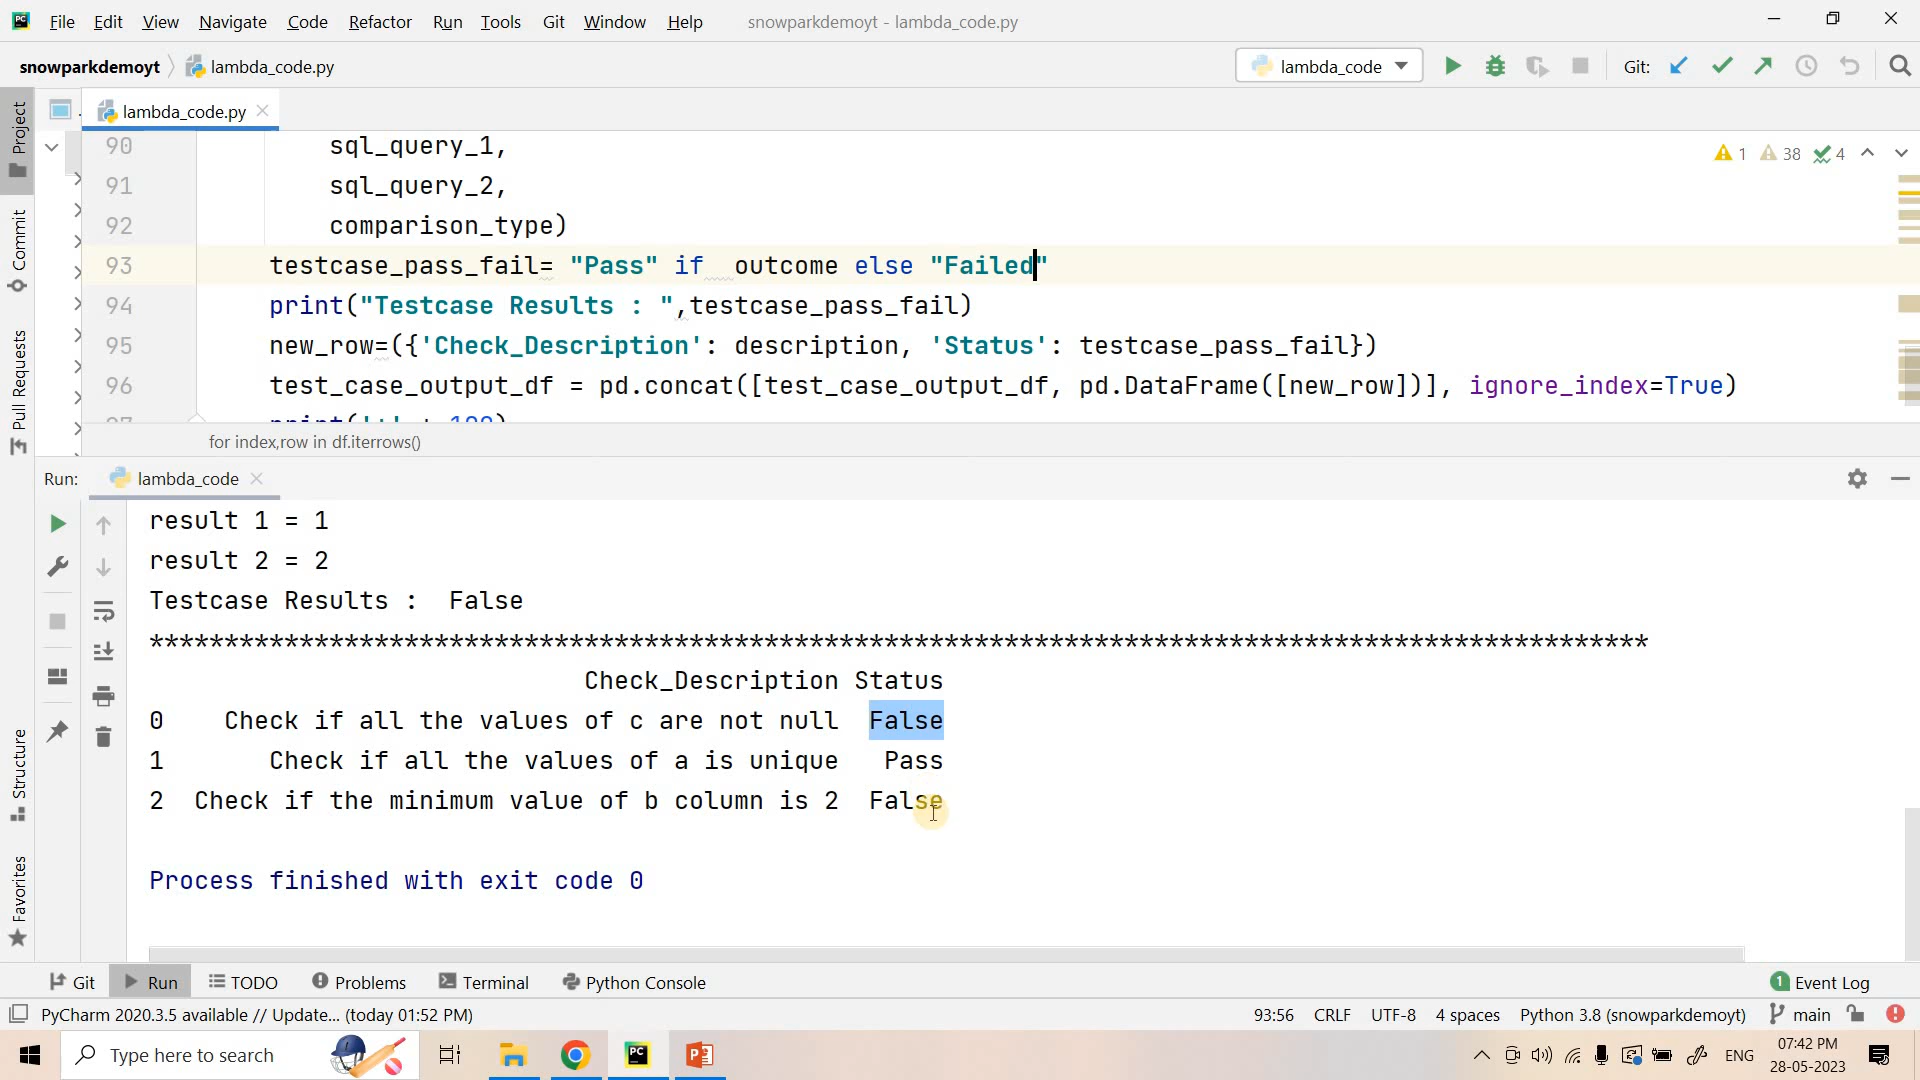 PC File Edit View Navigate Code Refactor Run Tools Git Window Help snowparkdemoyt - lambda_code.py
snowparkdemoyt lambda_code.py lambda_code Git:
Project
lambda_code.py
90 sql_query_1,
1 38 4
91 sql_query_2,
92 comparison_type)
Commit
93 testcase_pass_fail= "Pass" if  outcome else "Failed"
94 print("Testcase Results : ",testcase_pass_fail)
95 new_row=({'Check_Description': description, 'Status': testcase_pass_fail})
Pull Requests
96 test_case_output_df = pd.concat([test_case_output_df, pd.DataFrame([new_row])], ignore_index=True)
for index,row in df.iterrows()
Run: lambda_code
result 1 = 1
result 2 = 2
Testcase Results :  False
****************************************************************************************************
Check_Description Status
0 Check if all the values of c are not null False
1 Check if all the values of a is unique Pass
2 Check if the minimum value of b column is 2 False
Structure
Process finished with exit code 0
Favorites
Git Run TODO Problems Terminal Python Console 1 Event Log
PyCharm 2020.3.5 available // Update... (today 01:52 PM) 93:56 CRLF UTF-8 4 spaces Python 3.8 (snowparkdemoyt) main
Type here to search PC P ENG 07:42 PM
28-05-2023